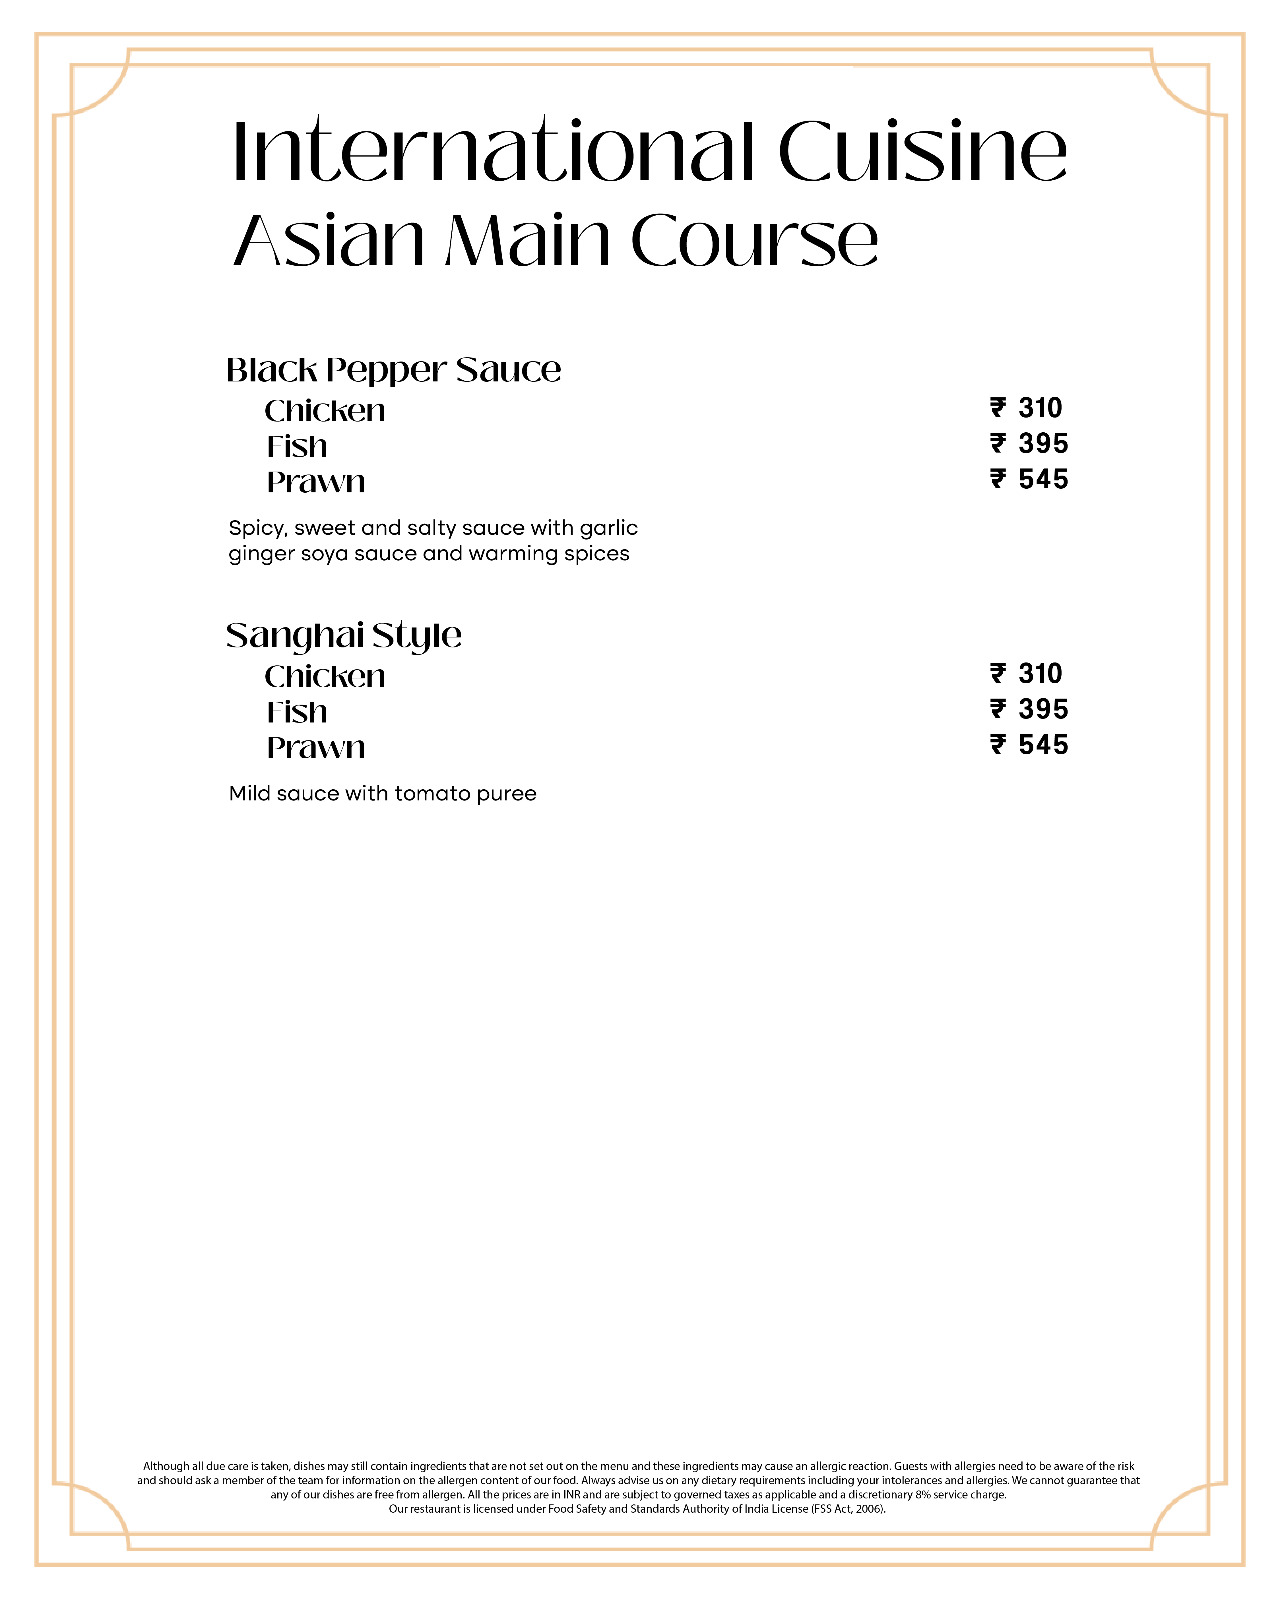 International Cuisine
Asian Main Course
Black Pepper Sauce
Chicken ₹ 310
Fish ₹ 395
Prawn ₹ 545
Spicy, sweet and salty sauce with garlic
ginger soya sauce and warming spices
Sanghai Style
Chicken ₹ 310
Fish ₹ 395
Prawn ₹ 545
Mild sauce with tomato puree
Although all due care is taken, dishes may still contain ingredients that are not set out on the menu and these ingredients may cause an allergic reaction. Guests with allergies need to be aware of the risk
and should ask a member of the team for information on the allergen content of our food. Always advise us on any dietary requirements including your intolerances and allergies. We cannot guarantee that
any of our dishes are free from allergen. All the prices are in INR and are subject to governed taxes as applicable and a discretionary 8% service charge.
Our restaurant is licensed under Food Safety and Standards Authority of India License (FSS Act, 2006).